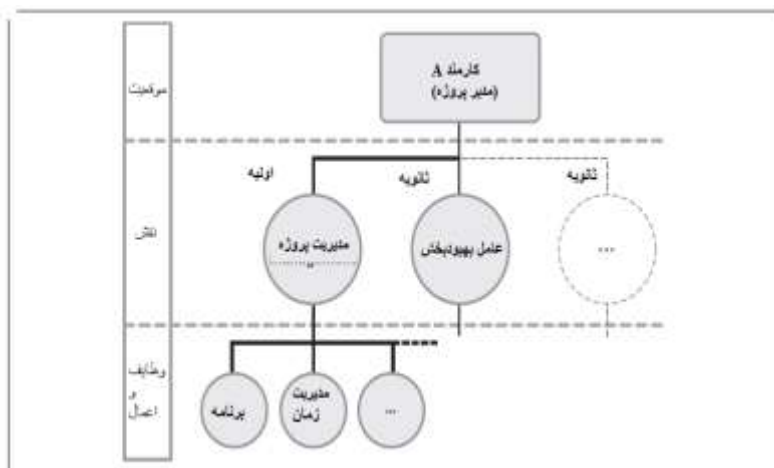 موقعیت
کارمند A
(مدیر پروژه)
نقش
اولیه
ثانویه
ثانویه
مدیریت پروژه
..
عامل بهبودبخش
...
وظایف
و
اعمال
برنامه
مدیریت
زمان
...